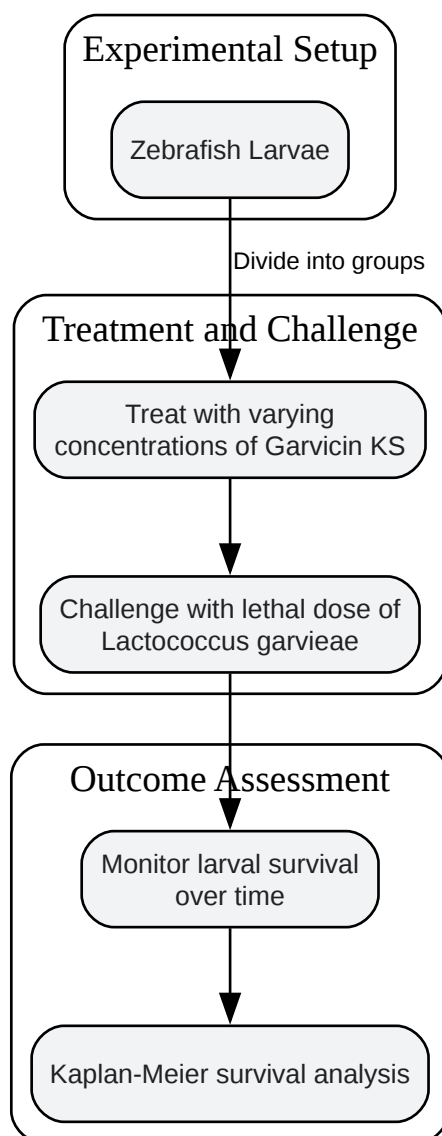 Experimental Setup
Zebrafish Larvae
Divide into groups
Treatment and Challenge
Treat with varying
concentrations of Garvicin KS
Challenge with lethal dose of
Lactococcus garvieae
Outcome Assessment
Monitor larval survival
over time
Kaplan-Meier survival analysis